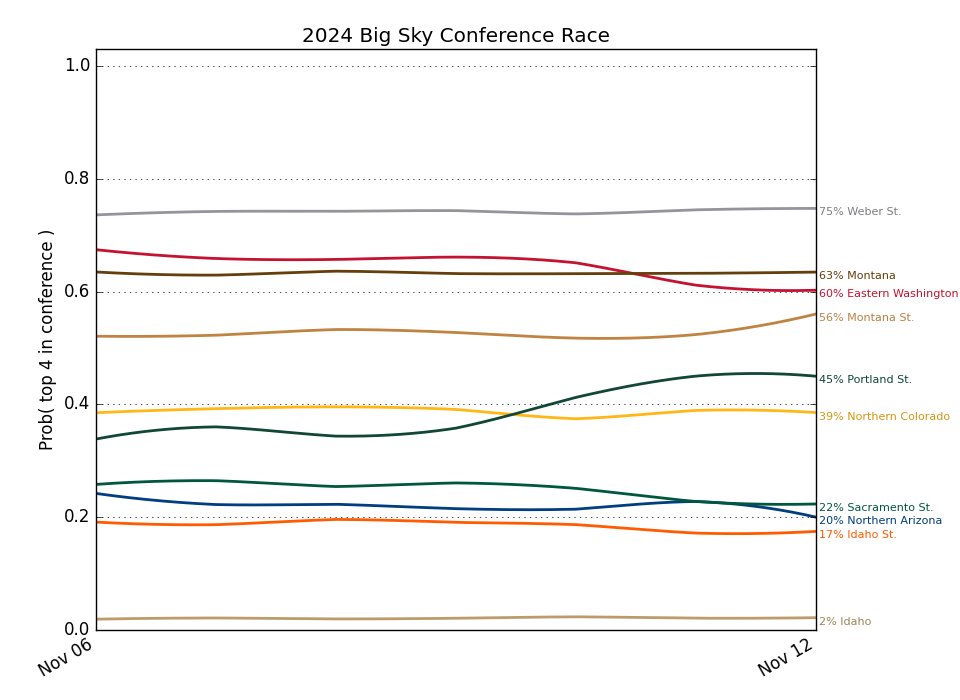 2024 Big Sky Conference Race
Prob( top 4 in conference )
1.0
0.8
0.6
0.4
0.2
0.0
Nov 06
Nov 12
75% Weber St.
63% Montana
60% Eastern Washington
56% Montana St.
45% Portland St.
39% Northern Colorado
22% Sacramento St.
20% Northern Arizona
17% Idaho St.
2% Idaho